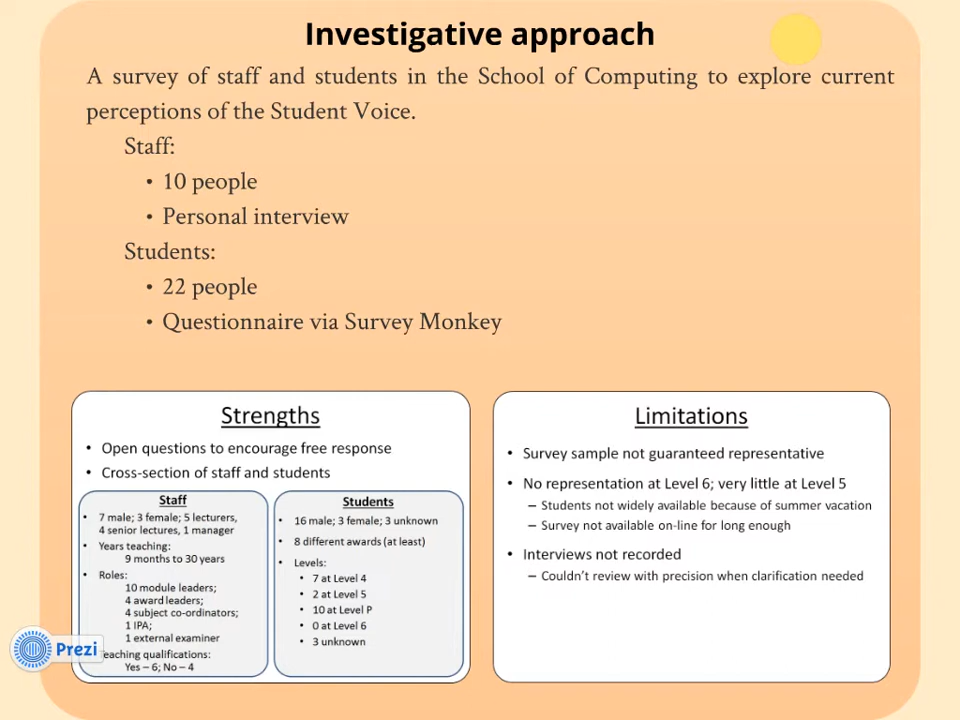 Investigative approach
A survey of staff and students in the School of Computing to explore current
perceptions of the Student Voice.
Staff:
• 10 people
• Personal interview
Students:
• 22 people
• Questionnaire via Survey Monkey
Strengths
• Open questions to encourage free response
• Cross-section of staff and students
Staff
• 7 male; 3 female; 5 lecturers,
4 senior lectures, 1 manager
• Years teaching:
9 months to 30 years
• Roles:
10 module leaders;
4 award leaders;
4 subject co-ordinators;
1 IPA;
1 external examiner
eaching qualifications:
Yes – 6; No – 4
Students
• 16 male; 3 female; 3 unknown
• 8 different awards (at least)
• Levels:
• 7 at Level 4
• 2 at Level 5
• 10 at Level P
• 0 at Level 6
• 3 unknown
Limitations
• Survey sample not guaranteed representative
• No representation at Level 6; very little at Level 5
– Students not widely available because of summer vacation
– Survey not available on-line for long enough
• Interviews not recorded
– Couldn't review with precision when clarification needed
Prezi